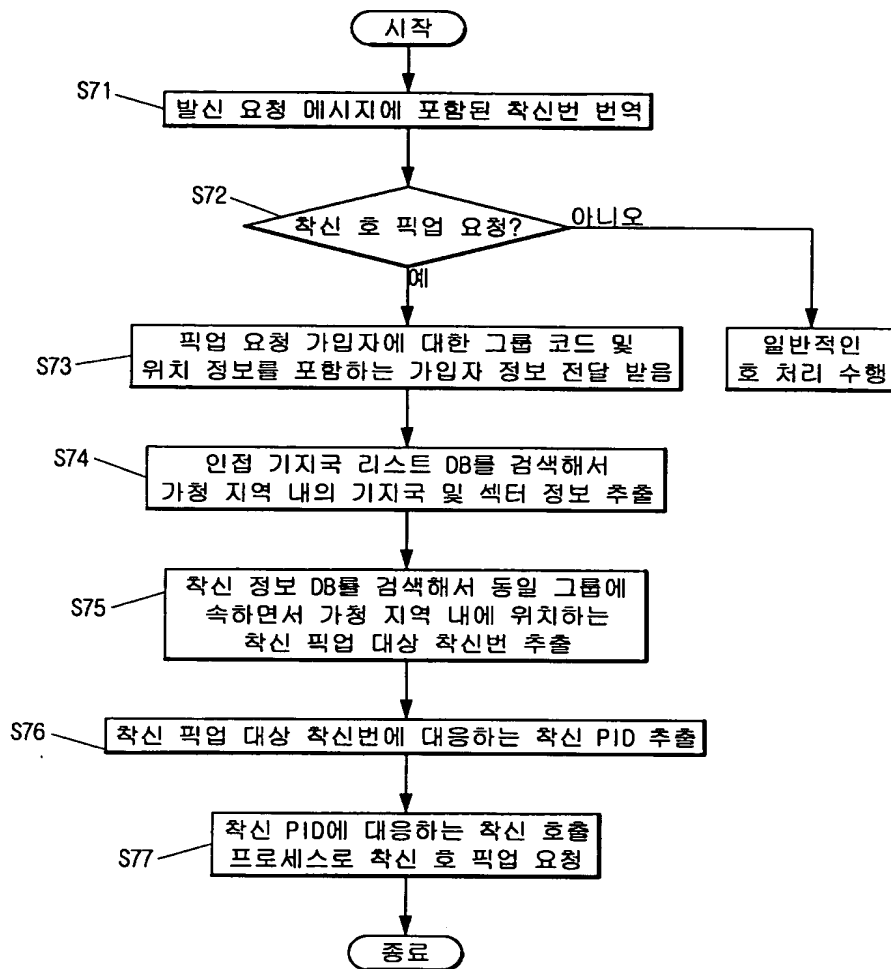 시작
S71
발신 요청 메시지에 포함된 착신번 번역
S72
착신 호 픽업 요청?
아니오
예
S73
픽업 요청 가입자에 대한 그룹 코드 및
위치 정보를 포함하는 가입자 정보 전달 받음
일반적인
호 처리 수행
S74
인접 기지국 리스트 DB를 검색해서
가청 지역 내의 기지국 및 섹터 정보 추출
S75
착신 정보 DB를 검색해서 동일 그룹에
속하면서 가청 지역 내에 위치하는
착신 픽업 대상 착신번 추출
S76
착신 픽업 대상 착신번에 대응하는 착신 PID 추출
S77
착신 PID에 대응하는 착신 호출
프로세스로 착신 호 픽업 요청
종료